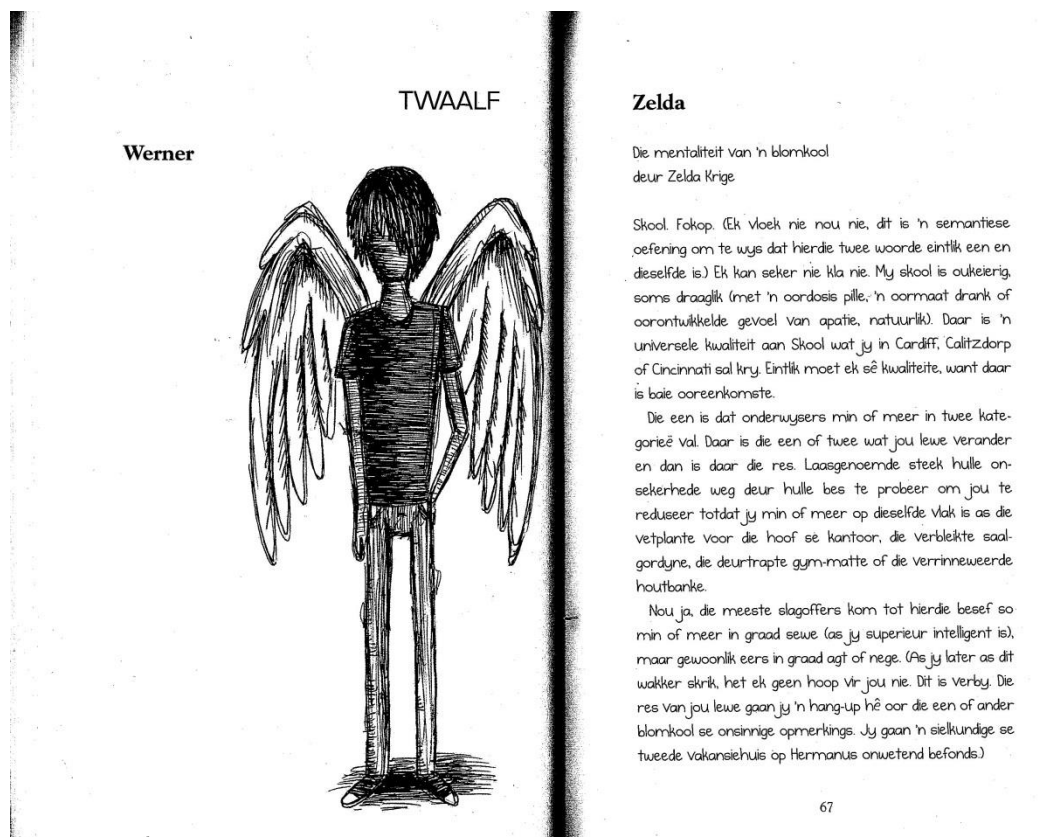 TWAALF
Werner
Zelda
Die mentaliteit van 'n blomkool
deur Zelda Krige
Skool. Fokop. (Ek vloek nie nou nie, dit is 'n semantiese
oefening om te wys dat hierdie twee woorde eintlik een en
dieselfde is.) Ek kan seker nie kla nie. My skool is oukeierig,
soms draaglik (met 'n oordosis pille, 'n oormaat drank of
oorontwikkelde gevoel van apatie, natuurlik). Daar is 'n
universele kwaliteit aan Skool wat jy in Cardiff, Calitzdorp
of Cincinnati sal kry. Eintlik moet ek sê kwaliteite, want daar
is baie ooreenkomste.
Die een is dat onderwysers min of meer in twee kate-
gorieë val. Daar is die een of twee wat jou lewe verander
en dan is daar die res. Laasgenoemde steek hulle on-
sekerhede weg deur hulle bes te probeer om jou te
reduseer totdat jy min of meer op dieselfde vlak is as die
vetplante voor die hoof se kantoor, die verbleikte saal-
gordyne, die deurtrapte gym-matte of die verrinneweerde
houtbanke.
Nou ja, die meeste slagoffers kom tot hierdie besef so
min of meer in graad sewe (as jy superieur intelligent is),
maar gewoonlik eers in graad agt of nege. (As jy later as dit
wakker skrik, het ek geen hoop vir jou nie. Dit is verby. Die
res van jou lewe gaan jy 'n hang-up hê oor die een of ander
blomkool se onsinnige opmerkings. Jy gaan 'n sielkundige se
tweede vakansiehuis op Hermanus onwetend befonds.)
67